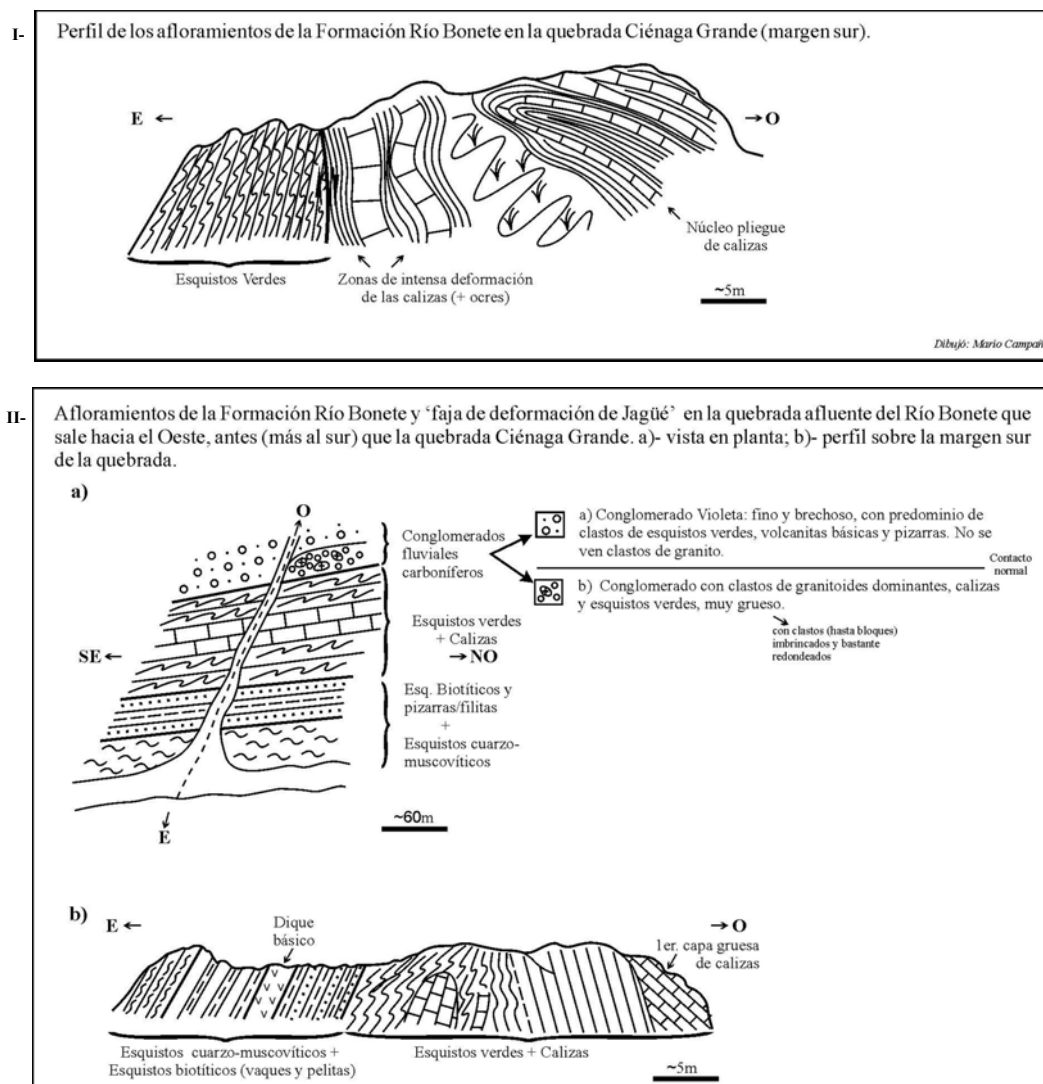 I-
Perfil de los afloramientos de la Formación Río Bonete en la quebrada Ciénaga Grande (margen sur).
E
O
Núcleo pliegue
de calizas
Esquistos Verdes
Zonas de intensa deformación
de las calizas (+ ocres)
~5m
Dibujó: Mario Campañ
II-
Afloramientos de la Formación Río Bonete y ‘faja de deformación de Jagüé’ en la quebrada afluente del Río Bonete que
sale hacia el Oeste, antes (más al sur) que la quebrada Ciénaga Grande. a)- vista en planta; b)- perfil sobre la margen sur
de la quebrada.
a)
O
Conglomerados
fluviales
carboníferos
a) Conglomerado Violeta: fino y brechoso, con predominio de
clastos de esquistos verdes, volcanitas básicas y pizarras. No se
ven clastos de granito.
Contacto
normal
b) Conglomerado con clastos de granitoides dominantes, calizas
y esquistos verdes, muy grueso.
con clastos (hasta bloques)
imbrincados y bastante
redondeados
Esquistos verdes
+ Calizas
SE
NO
Esq. Biotíticos y
pizarras/filitas
+
Esquistos cuarzo-
muscovíticos
~60m
E
b)
E
Dique
básico
O
1er. capa gruesa
de calizas
v v v v v v v
Esquistos cuarzo-muscovíticos +
Esquistos biotíticos (vaques y pelitas)
Esquistos verdes + Calizas
~5m